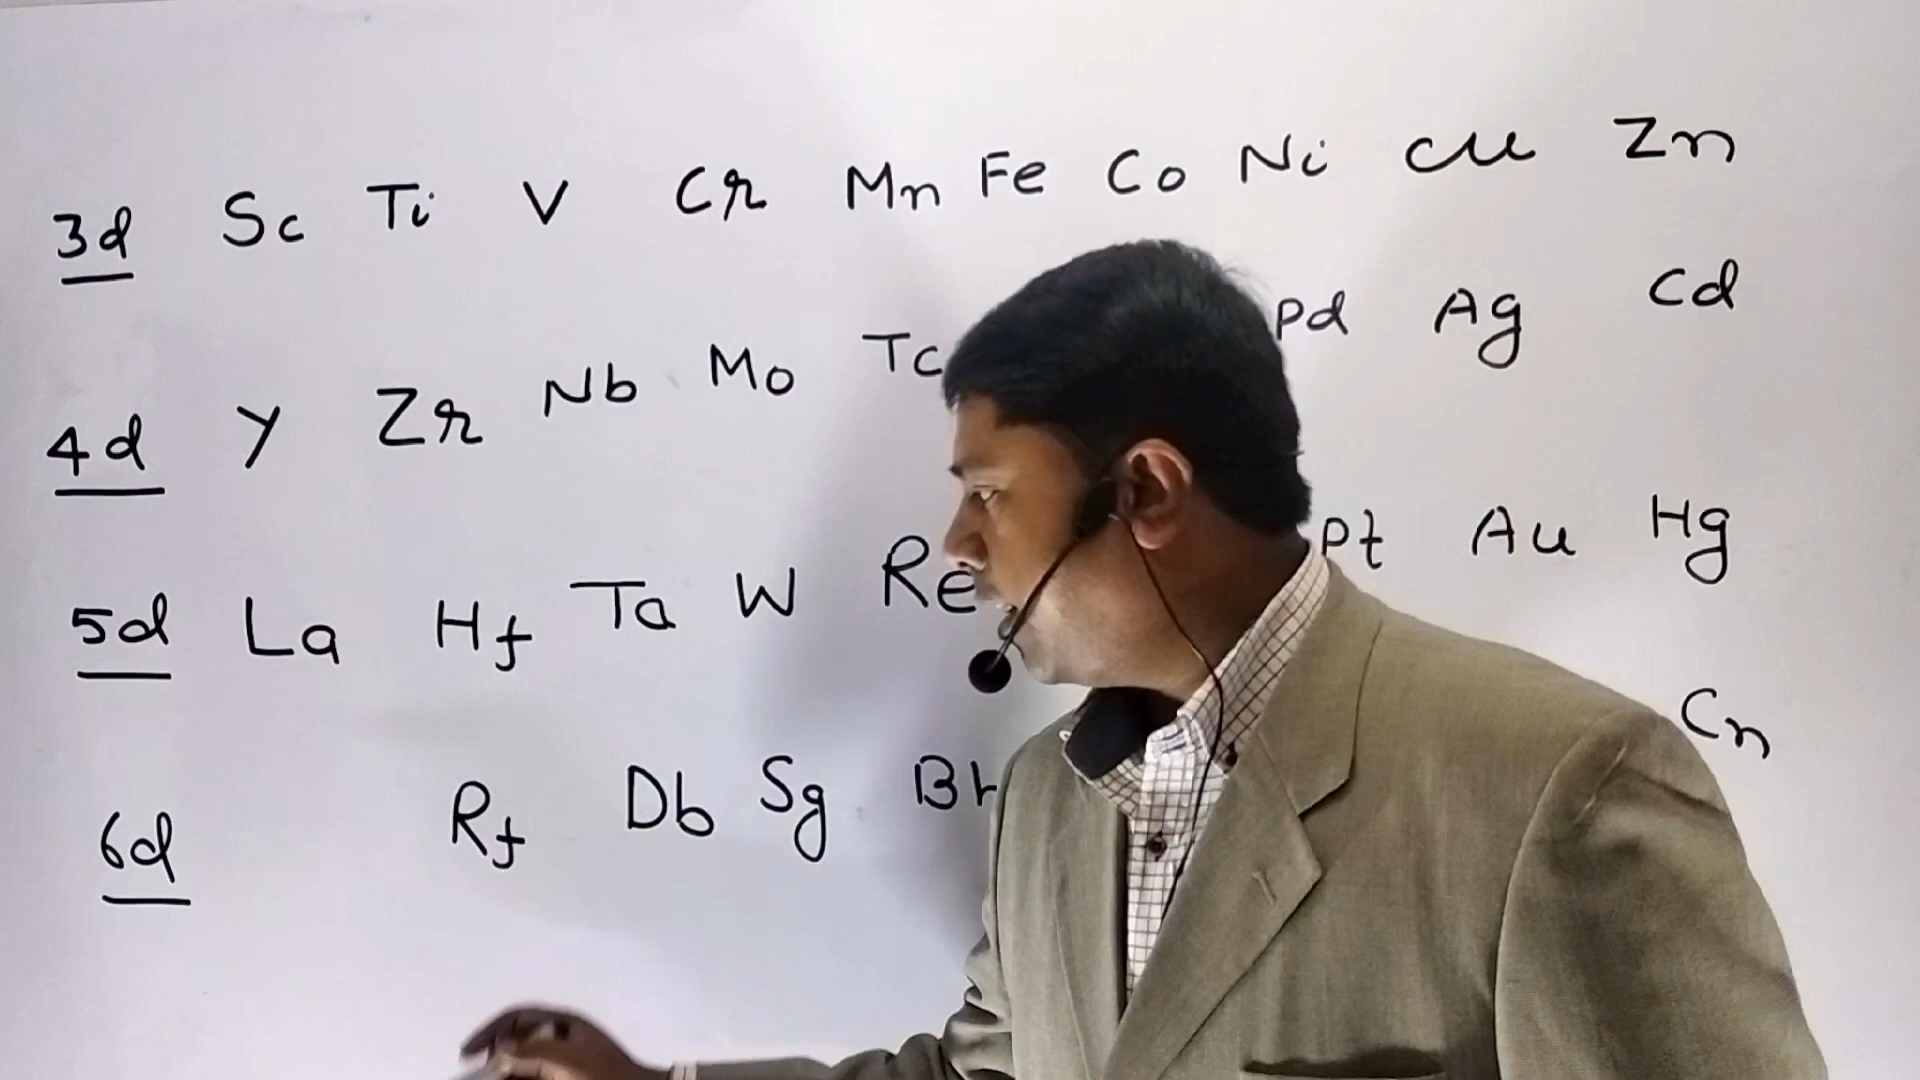 3d Sc Ti V Cr Mn Fe Co Ni Cu Zn
4d Y Zr Nb Mo Tc Pd Ag Cd
5d La Hf Ta W Re Pt Au Hg
6d Rf Db Sg Bh Cn